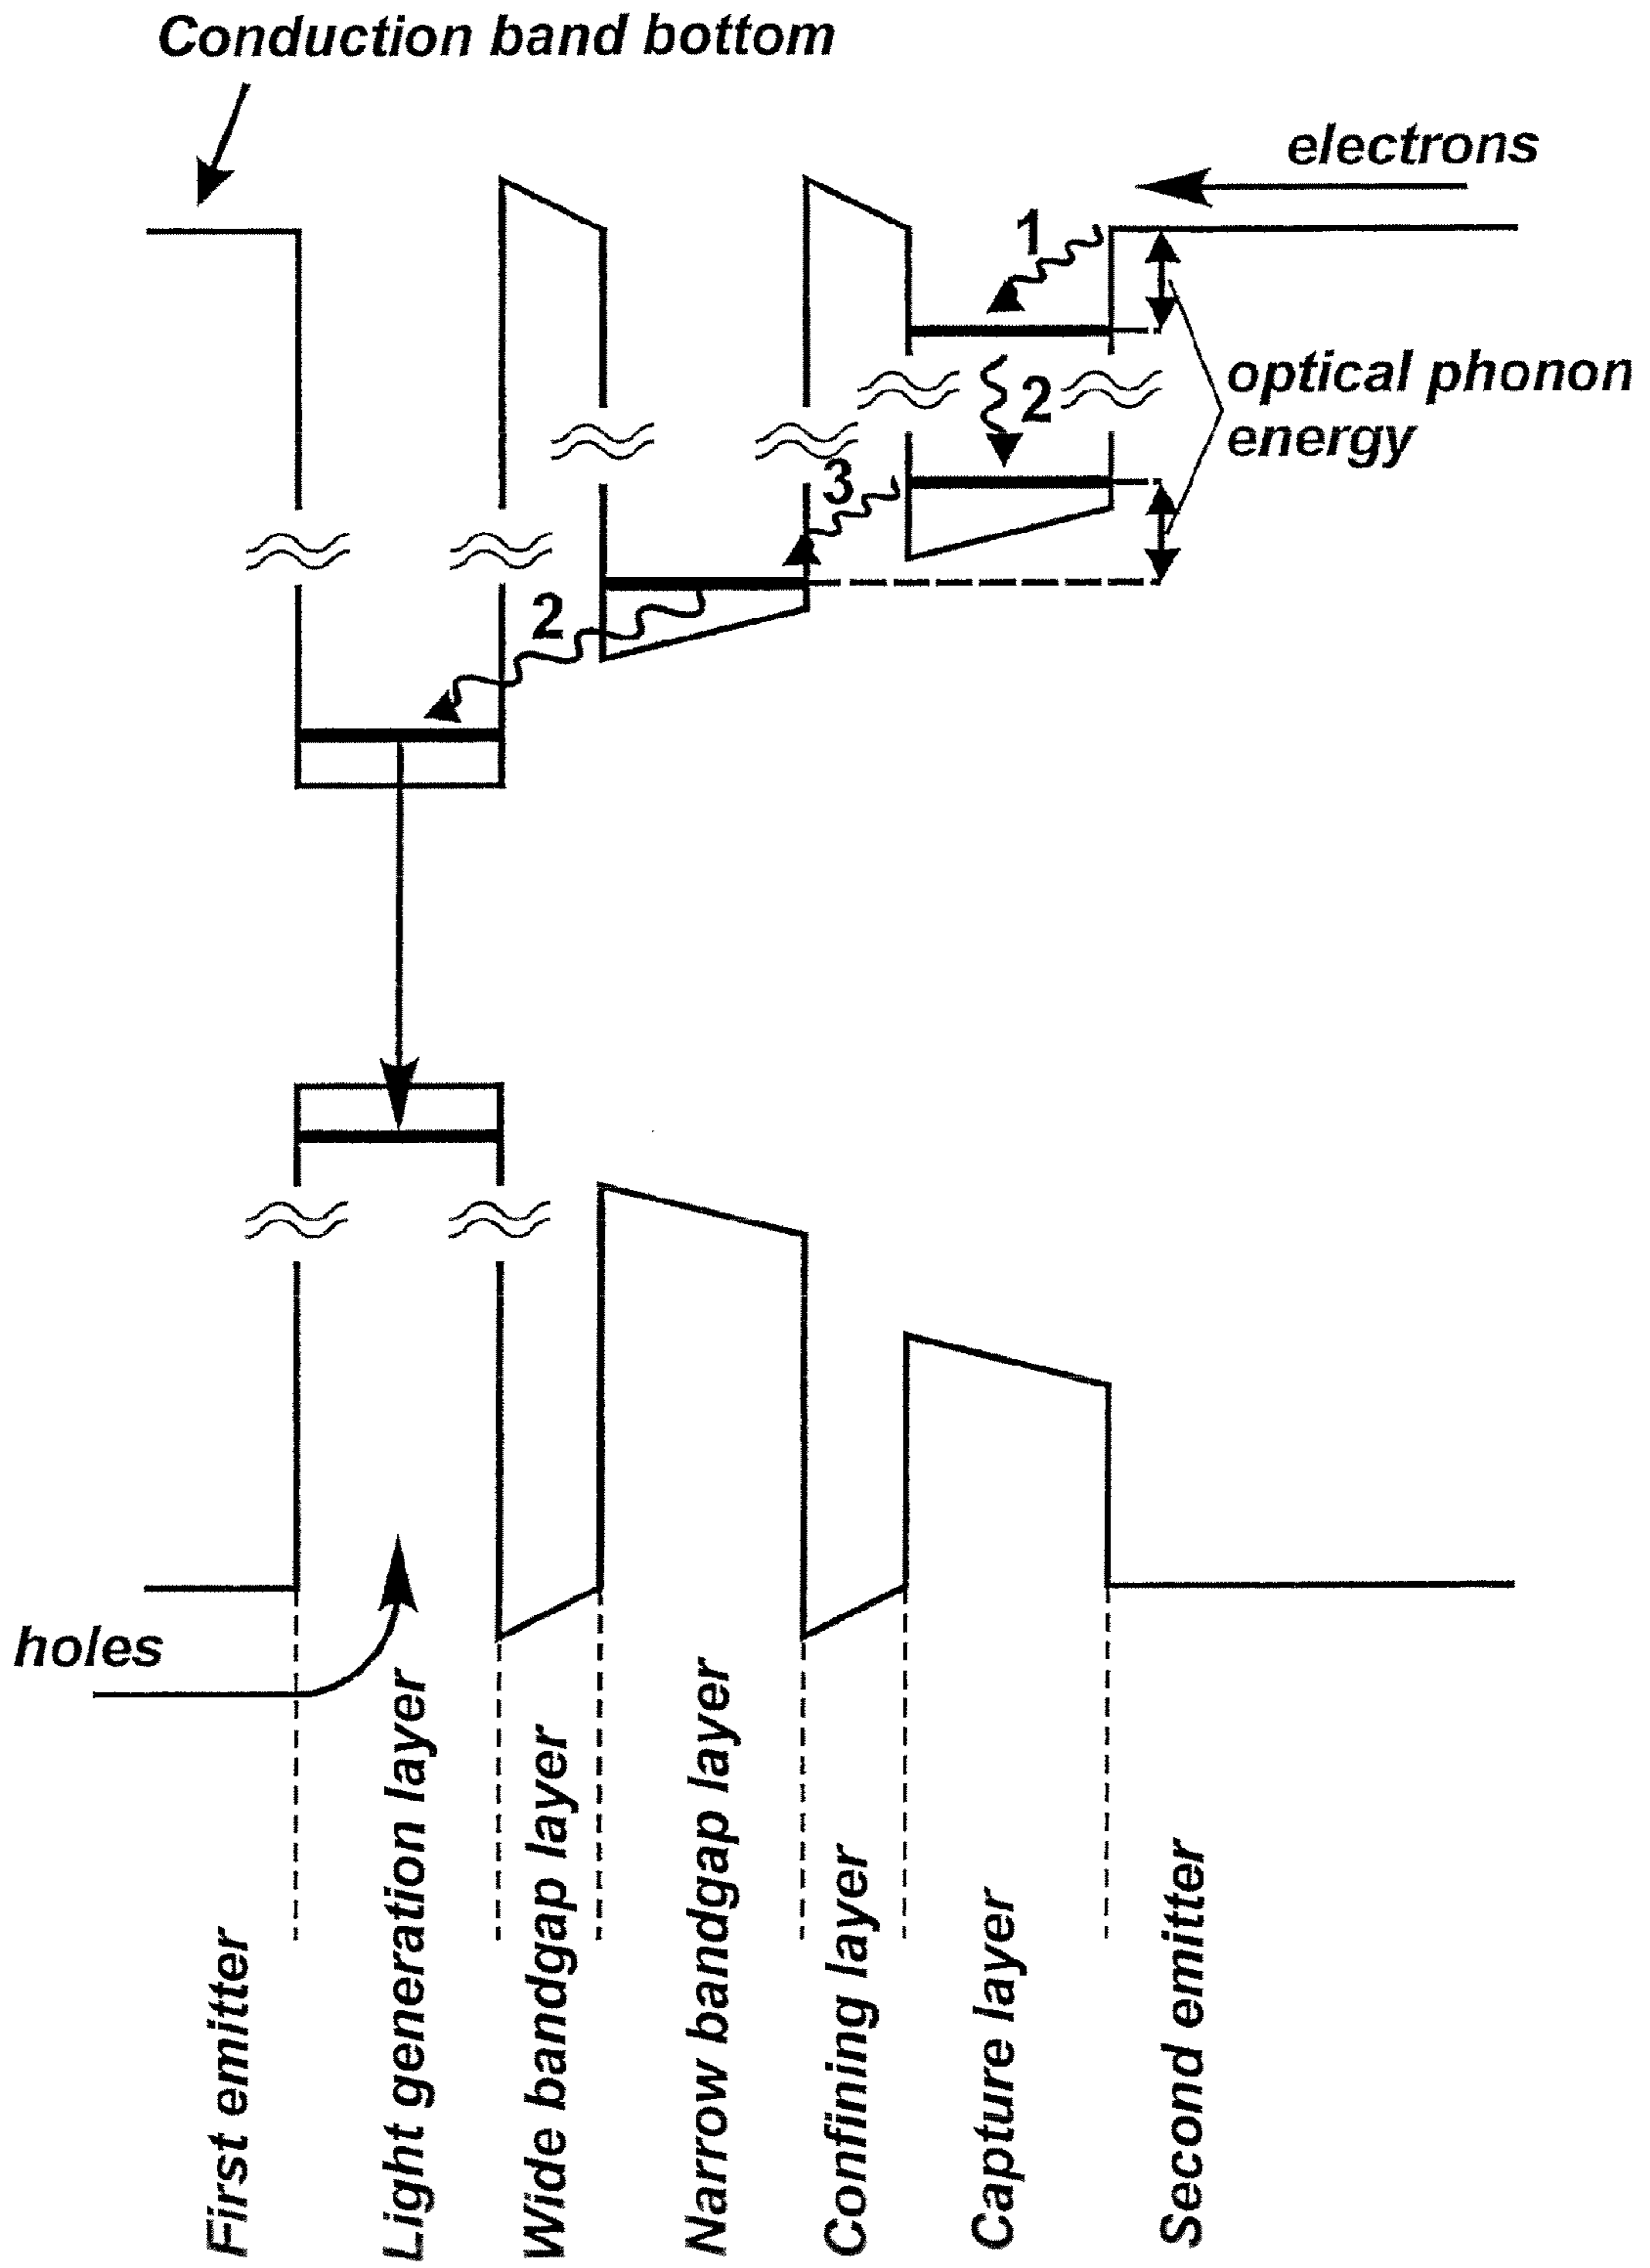 Conduction band bottom
electrons
1
optical phonon
energy
2
3
2
holes
First emitter
Light generation layer
Wide bandgap layer
Narrow bandgap layer
Confining layer
Capture layer
Second emitter